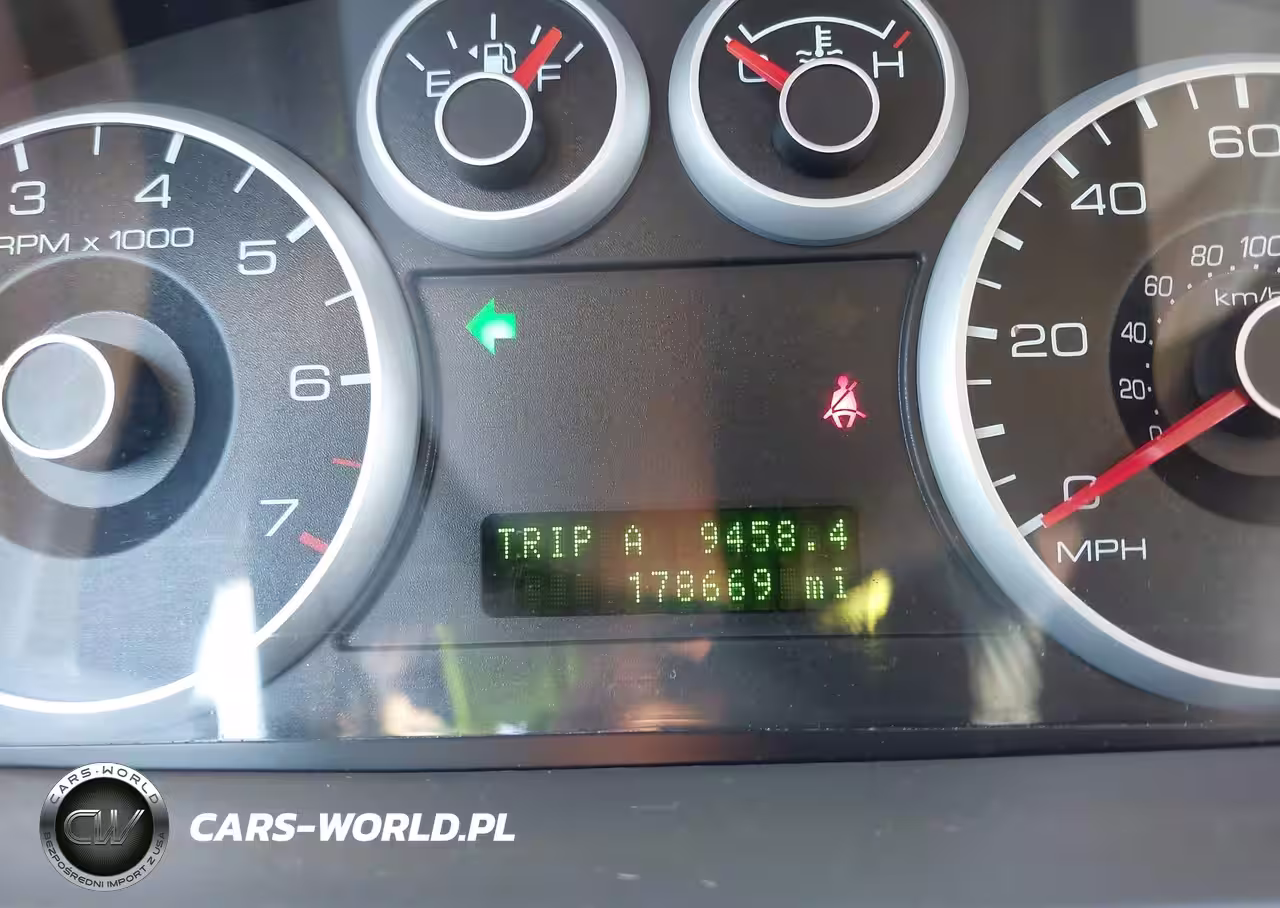 E F
C H
3 4 5 6 7
RPM x 1000
0 20 40 60
MPH
0 20 40 60 80 100
km/h
TRIP A 9458.4
178669 mi
CARS-WORLD
CW
BEZPOŚREDNI IMPORT Z USA
CARS-WORLD.PL